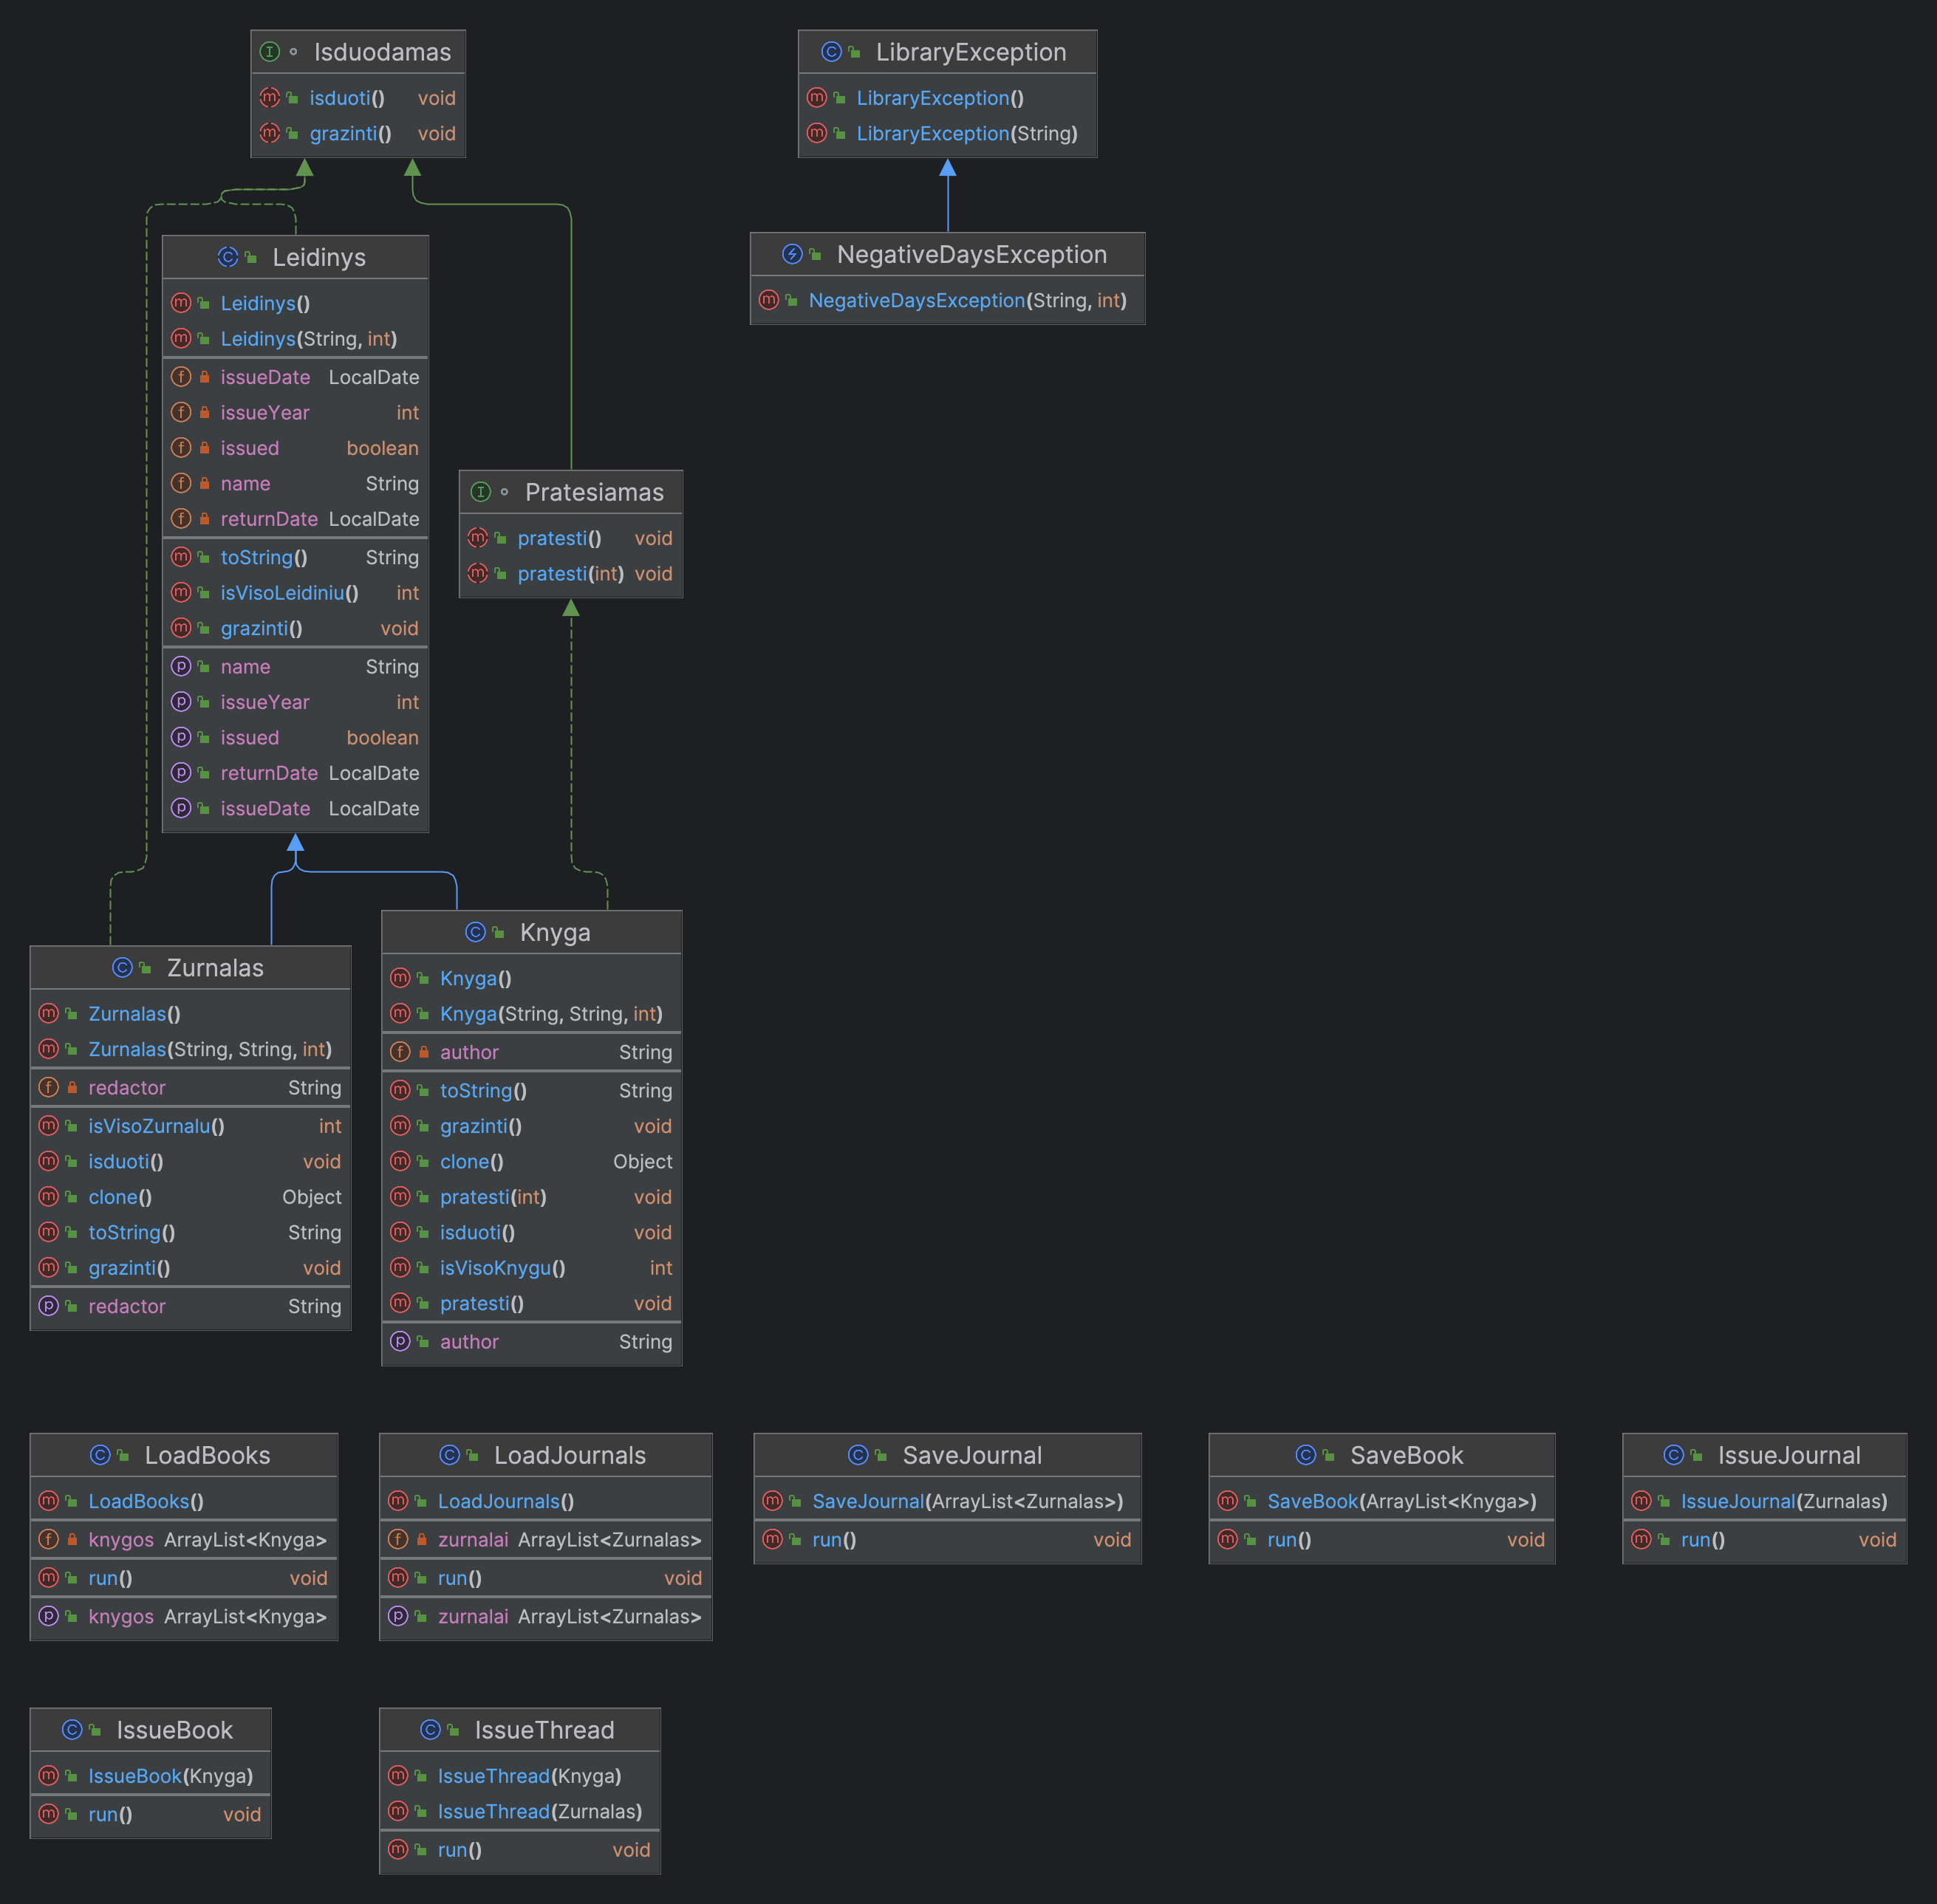 Isduodamas
isduoti() void
grazinti() void
LibraryException
LibraryException()
LibraryException(String)
Leidinys
Leidinys()
Leidinys(String, int)
issueDate LocalDate
issueYear int
issued boolean
name String
returnDate LocalDate
toString() String
isVisoLeidiniu() int
grazinti() void
name String
issueYear int
issued boolean
returnDate LocalDate
issueDate LocalDate
NegativeDaysException
NegativeDaysException(String, int)
Pratesiamas
pratesti() void
pratesti(int) void
Zurnalas
Zurnalas()
Zurnalas(String, String, int)
redactor String
isVisoZurnalu() int
isduoti() void
clone() Object
toString() String
grazinti() void
redactor String
Knyga
Knyga()
Knyga(String, String, int)
author String
toString() String
grazinti() void
clone() Object
pratesti(int) void
isduoti() void
isVisoKnygu() int
pratesti() void
author String
LoadBooks
LoadBooks()
knygos ArrayList<Knyga>
run() void
knygos ArrayList<Knyga>
LoadJournals
LoadJournals()
zurnalai ArrayList<Zurnalas>
run() void
zurnalai ArrayList<Zurnalas>
SaveJournal
SaveJournal(ArrayList<Zurnalas>)
run() void
SaveBook
SaveBook(ArrayList<Knyga>)
run() void
IssueJournal
IssueJournal(Zurnalas)
run() void
IssueBook
IssueBook(Knyga)
run() void
IssueThread
IssueThread(Knyga)
IssueThread(Zurnalas)
run() void